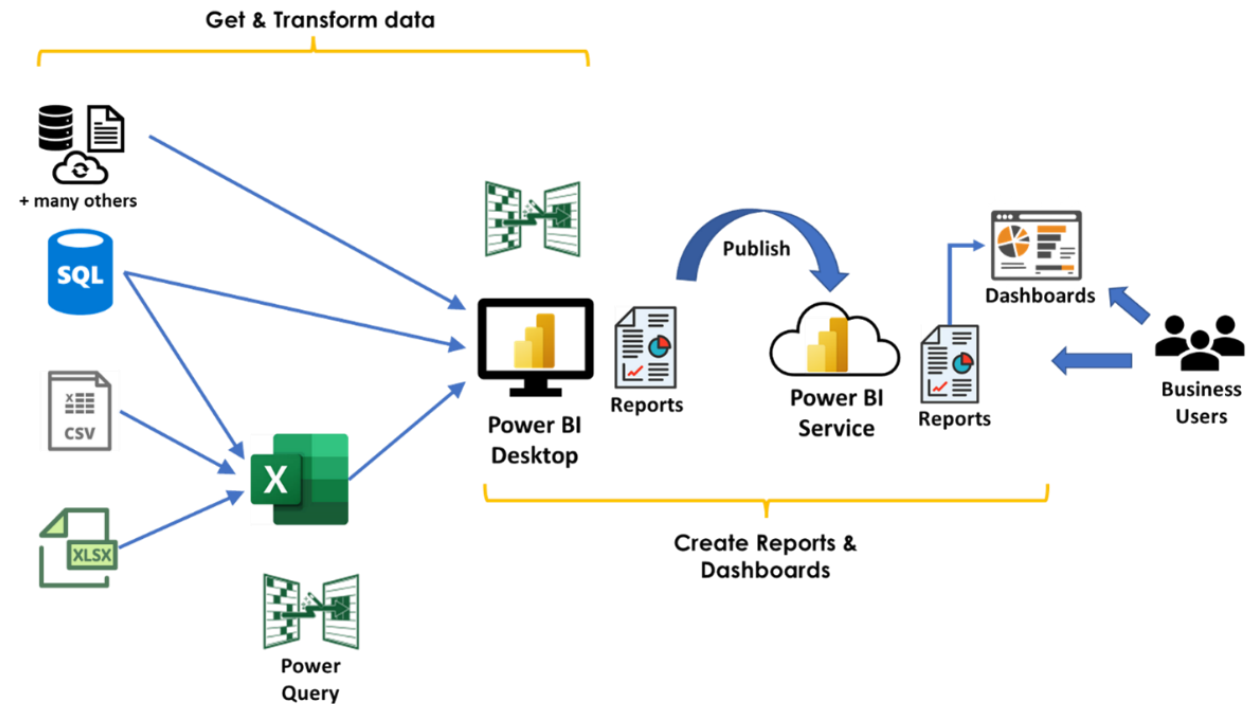 Get & Transform data
+ many others
SQL
CSV
X
XLSX
X
Power
Query
Power BI
Desktop
Reports
Publish
Power BI
Service
Reports
Dashboards
Business
Users
Create Reports &
Dashboards